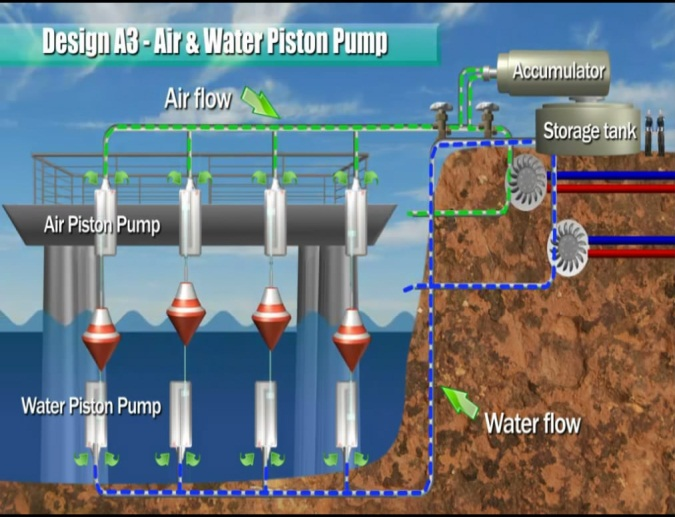 Design A3 - Air & Water Piston Pump
Accumulator
Air flow
Storage tank
Air Piston Pump
Water Piston Pump
Water flow